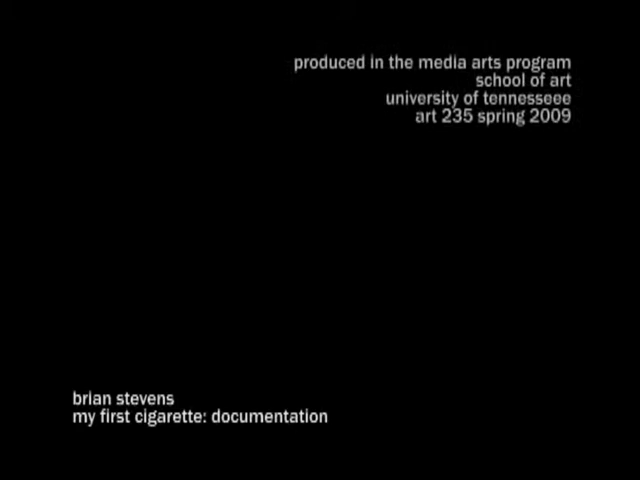 produced in the media arts program
school of art
university of tennesseee
art 235 spring 2009
brian stevens
my first cigarette: documentation